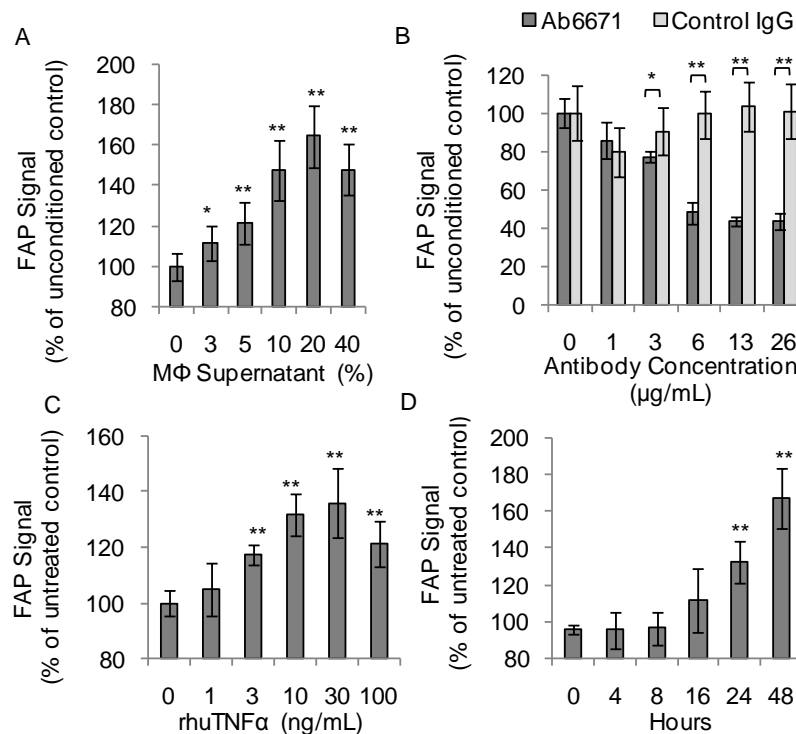 Ab6671 Control IgG
A
FAP Signal
(% of unconditioned control)
200
180
160
140
120
100
80
* ** ** ** **
0 3 5 10 20 40
MΦ Supernatant (%)
B
FAP Signal
(% of unconditioned control)
120
100
80
60
40
20
0
* ** ** **
0 1 3 6 13 26
Antibody Concentration
(µg/mL)
C
FAP Signal
(% of untreated control)
160
140
120
100
80
** ** ** **
0 1 3 10 30 100
rhuTNFα (ng/mL)
D
FAP Signal
(% of untreated control)
200
180
160
140
120
100
80
** **
0 4 8 16 24 48
Hours